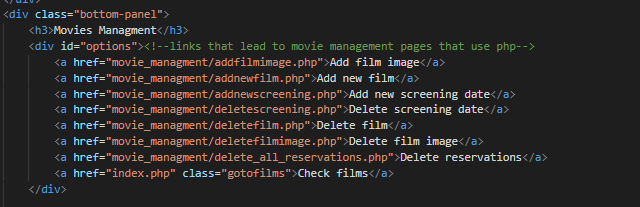 </div>
<div class="bottom-panel">
<h3>Movies Managment</h3>
<div id="options"><!--links that lead to movie management pages that use php-->
<a href="movie_managment/addfilmimage.php">Add film image</a>
<a href="movie_managment/addnewfilm.php">Add new film</a>
<a href="movie_managment/addnewscreening.php">Add new screening date</a>
<a href="movie_managment/deletescreening.php">Delete screening date</a>
<a href="movie_managment/deletefilm.php">Delete film</a>
<a href="movie_managment/deletefilmimage.php">Delete film image</a>
<a href="movie_managment/delete_all_reservations.php">Delete reservations</a>
<a href="index.php" class="gotofilms">Check films</a>
</div>